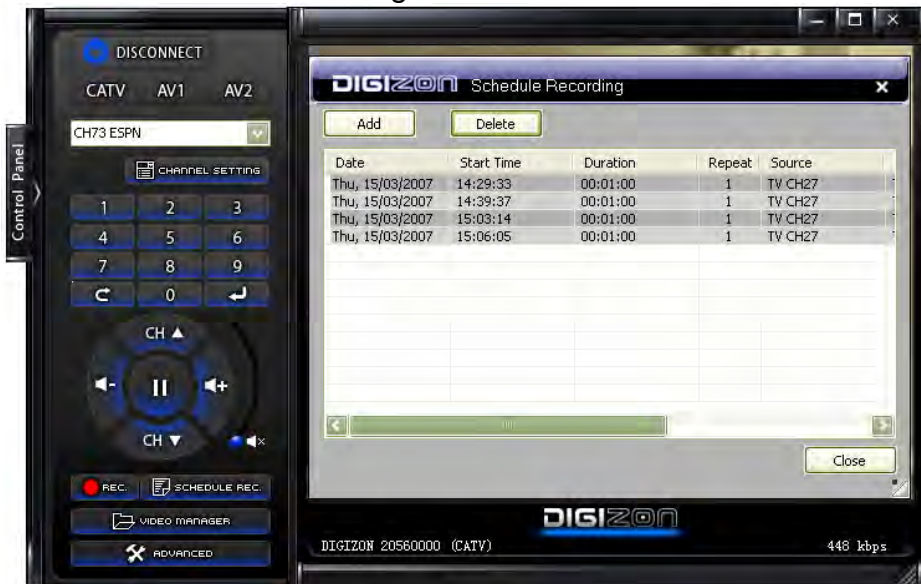 DISCONNECT
CATV AV1 AV2
CH73 ESPN
CHANNEL SETTING
Control Panel
1 2 3
4 5 6
7 8 9
0
CH ▲
CH ▼
REC. SCHEDULE REC.
VIDEO MANAGER
ADVANCED
DIGIZON Schedule Recording
Add Delete
Date Start Time Duration Repeat Source
Thu, 15/03/2007 14:29:33 00:01:00 1 TV CH27
Thu, 15/03/2007 14:39:37 00:01:00 1 TV CH27
Thu, 15/03/2007 15:03:14 00:01:00 1 TV CH27
Thu, 15/03/2007 15:06:05 00:01:00 1 TV CH27
Close
DIGIZON
DIGIZON 20560000 (CATV) 448 kbps